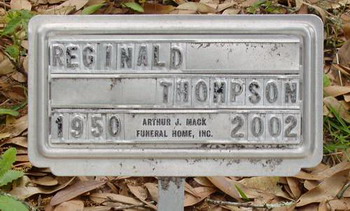 REGINALD
THOMPSON
1950 ARTHUR J. MACK 2002
FUNERAL HOME, INC.